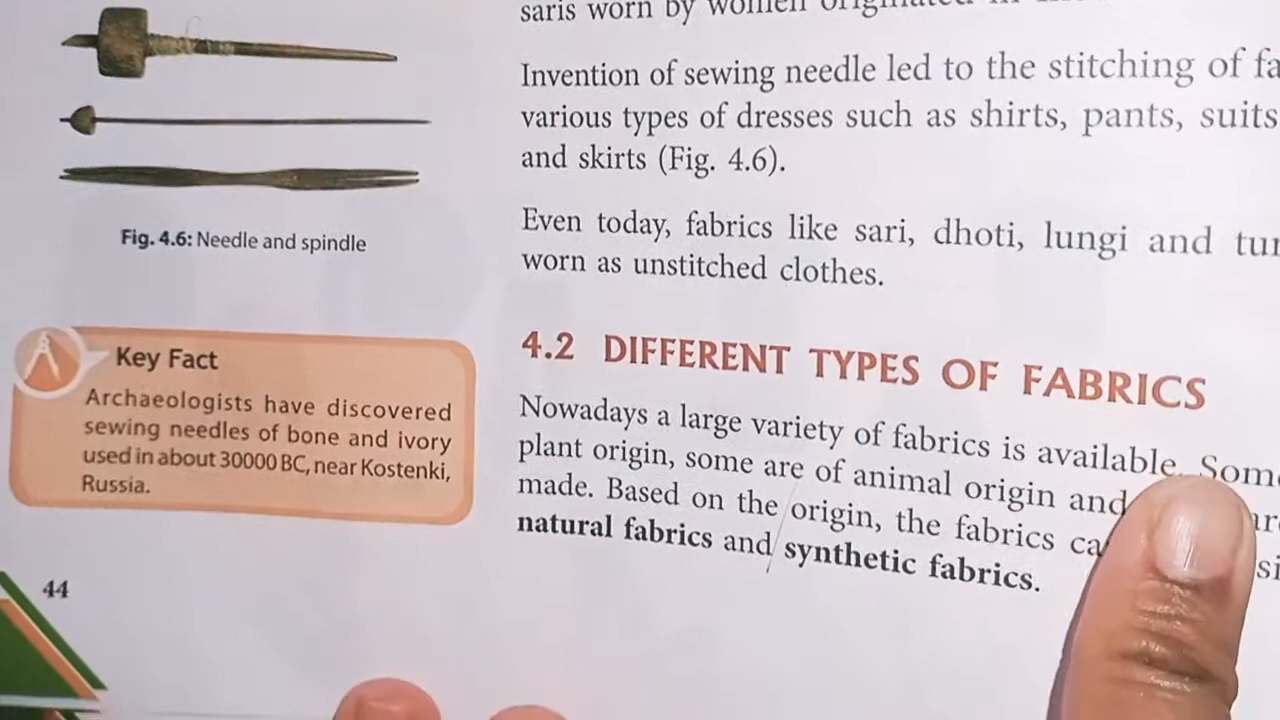 Fig. 4.6: Needle and spindle
Key Fact
Archaeologists have discovered
sewing needles of bone and ivory
used in about 30000 BC, near Kostenki,
Russia.
44
saris worn by women originated in
Invention of sewing needle led to the stitching of
various types of dresses such as shirts, pants, suits
and skirts (Fig. 4.6).
Even today, fabrics like sari, dhoti, lungi and
worn as unstitched clothes.
4.2 DIFFERENT TYPES OF FABRICS
Nowadays a large variety of fabrics is available.
plant origin, some are of animal origin and
made. Based on the origin, the fabrics
natural fabrics and synthetic fabrics.